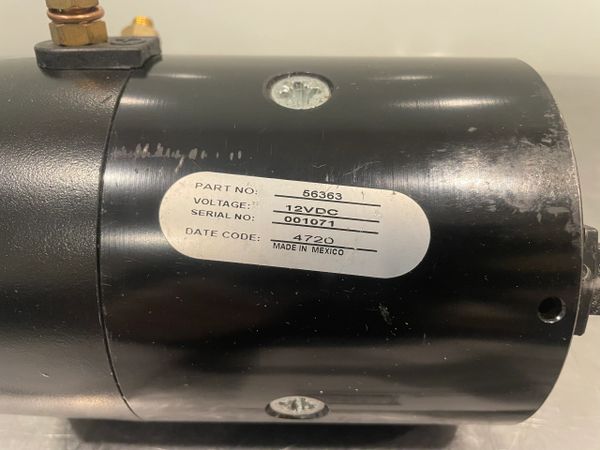 PART NO: 56363
VOLTAGE: 12VDC
SERIAL NO: 001071
DATE CODE: 4720
MADE IN MEXICO